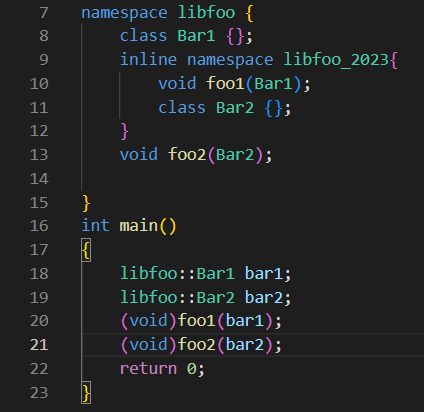 7 namespace libfoo {
8 class Bar1 {};
9 inline namespace libfoo_2023{
10 void foo1(Bar1);
11 class Bar2 {};
12 }
13 void foo2(Bar2);
14
15 }
16 int main()
17 {
18 libfoo::Bar1 bar1;
19 libfoo::Bar2 bar2;
20 (void)foo1(bar1);
21 (void)foo2(bar2);
22 return 0;
23 }